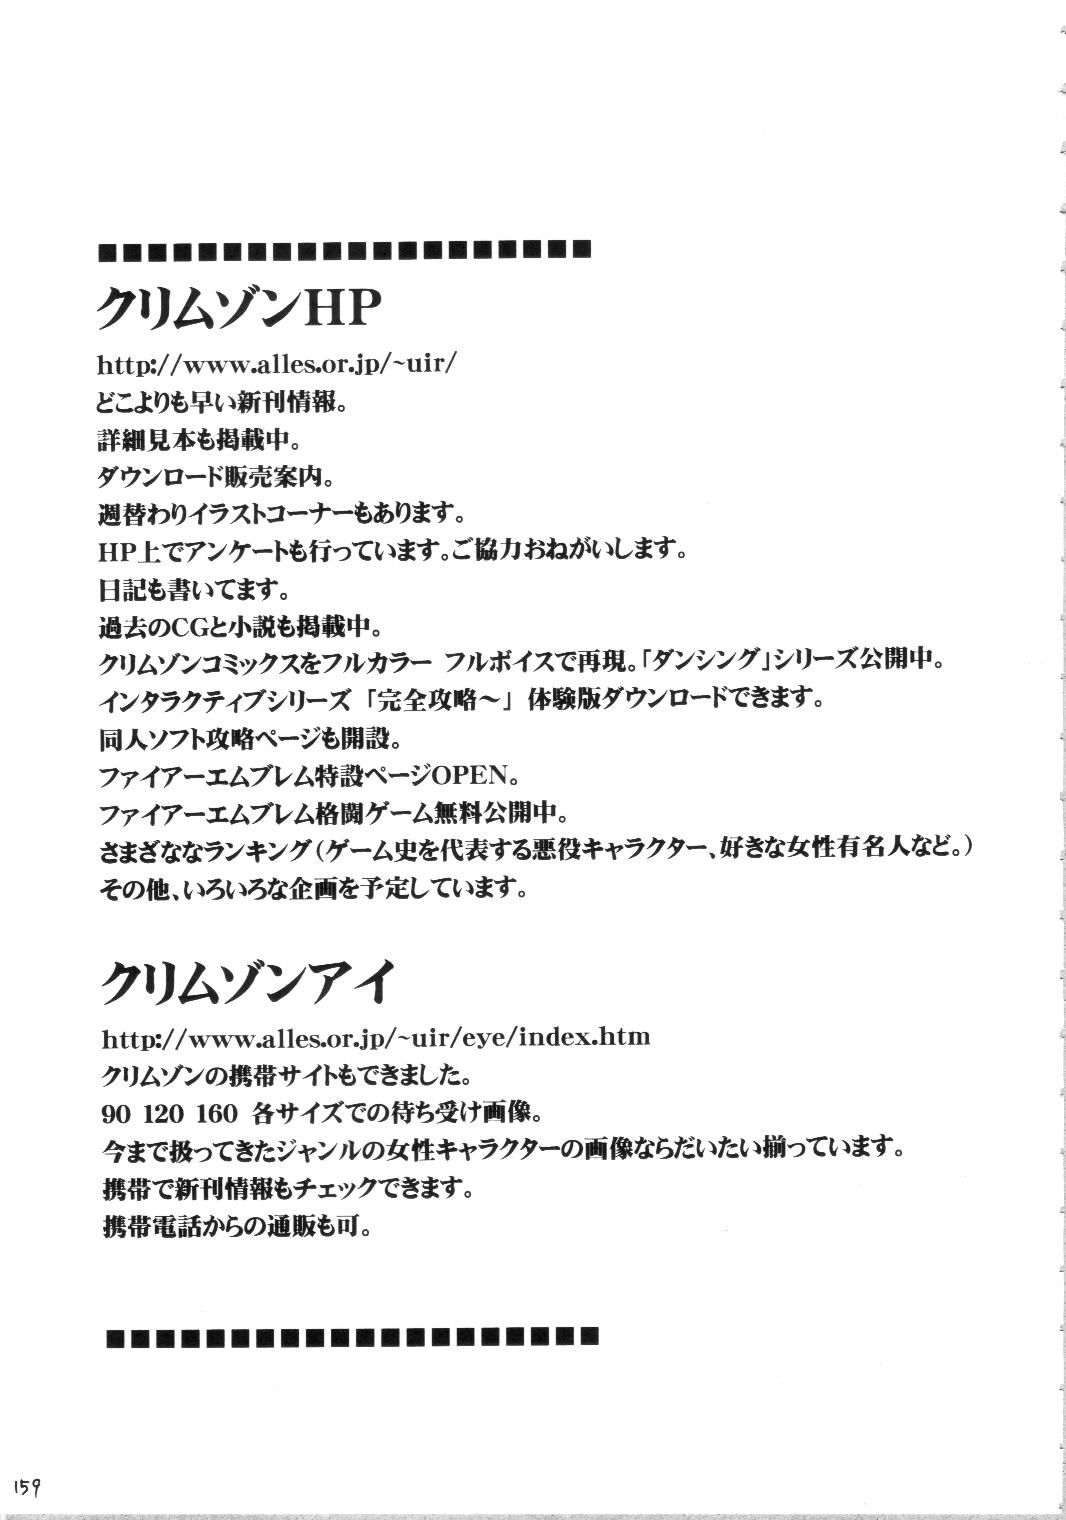 クリムゾンHP
http://www.alles.or.jp/~uir/
どこよりも早い新刊情報。
詳細見本も掲載中。
ダウンロード販売案内。
週替わりイラストコーナーもあります。
HP上でアンケートも行っています。ご協力おねがいします。
日記も書いてます。
過去のCGと小説も掲載中。
クリムゾンコミックスをフルカラー フルボイスで再現。「ダンシング」シリーズ公開中。
インタラクティブシリーズ 「完全攻略～」 体験版ダウンロードできます。
同人ソフト攻略ページも開設。
ファイアーエムブレム特設ページOPEN。
ファイアーエムブレム格闘ゲーム無料公開中。
さまざななランキング（ゲーム史を代表する悪役キャラクター、好きな女性有名人など。）
その他、いろいろな企画を予定しています。
クリムゾンアイ
http://www.alles.or.jp/~uir/eye/index.htm
クリムゾンの携帯サイトもできました。
90 120 160 各サイズでの待ち受け画像。
今まで扱ってきたジャンルの女性キャラクターの画像ならだいたい揃っています。
携帯で新刊情報もチェックできます。
携帯電話からの通販も可。
159